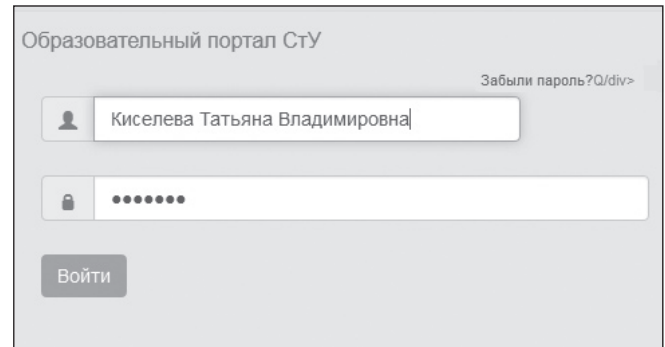 Образовательный портал СтУ
Забыли пароль?Q/div>
Киселева Татьяна Владимировна
•••••••
Войти